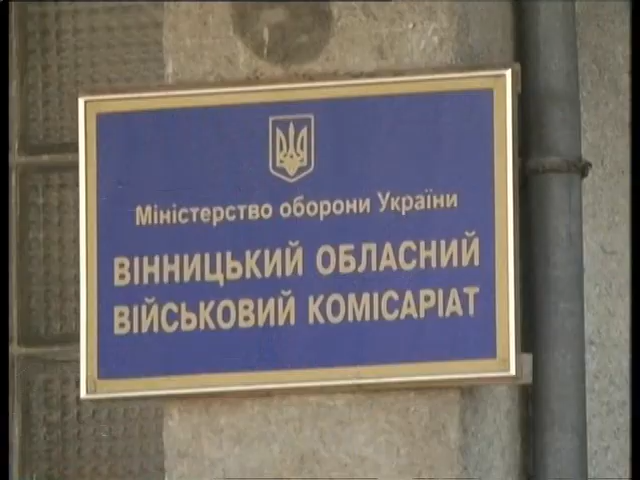 Міністерство оборони України
ВІННИЦЬКИЙ ОБЛАСНИЙ
ВІЙСЬКОВИЙ КОМІСАРІАТ